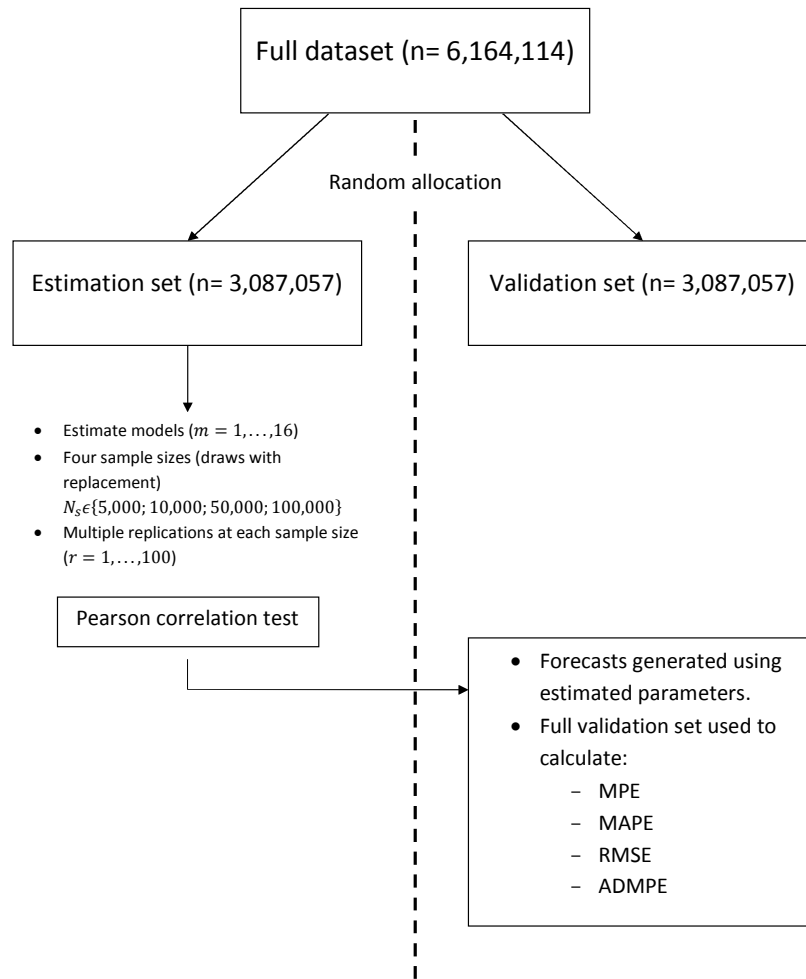 Full dataset (n= 6,164,114)
Random allocation
Estimation set (n= 3,087,057)
Validation set (n= 3,087,057)
• Estimate models (m = 1,…,16)
• Four sample sizes (draws with
replacement)
N_sϵ{5,000; 10,000; 50,000; 100,000}
• Multiple replications at each sample size
(r = 1,…,100)
Pearson correlation test
• Forecasts generated using
estimated parameters.
• Full validation set used to
calculate:
− MPE
− MAPE
− RMSE
− ADMPE